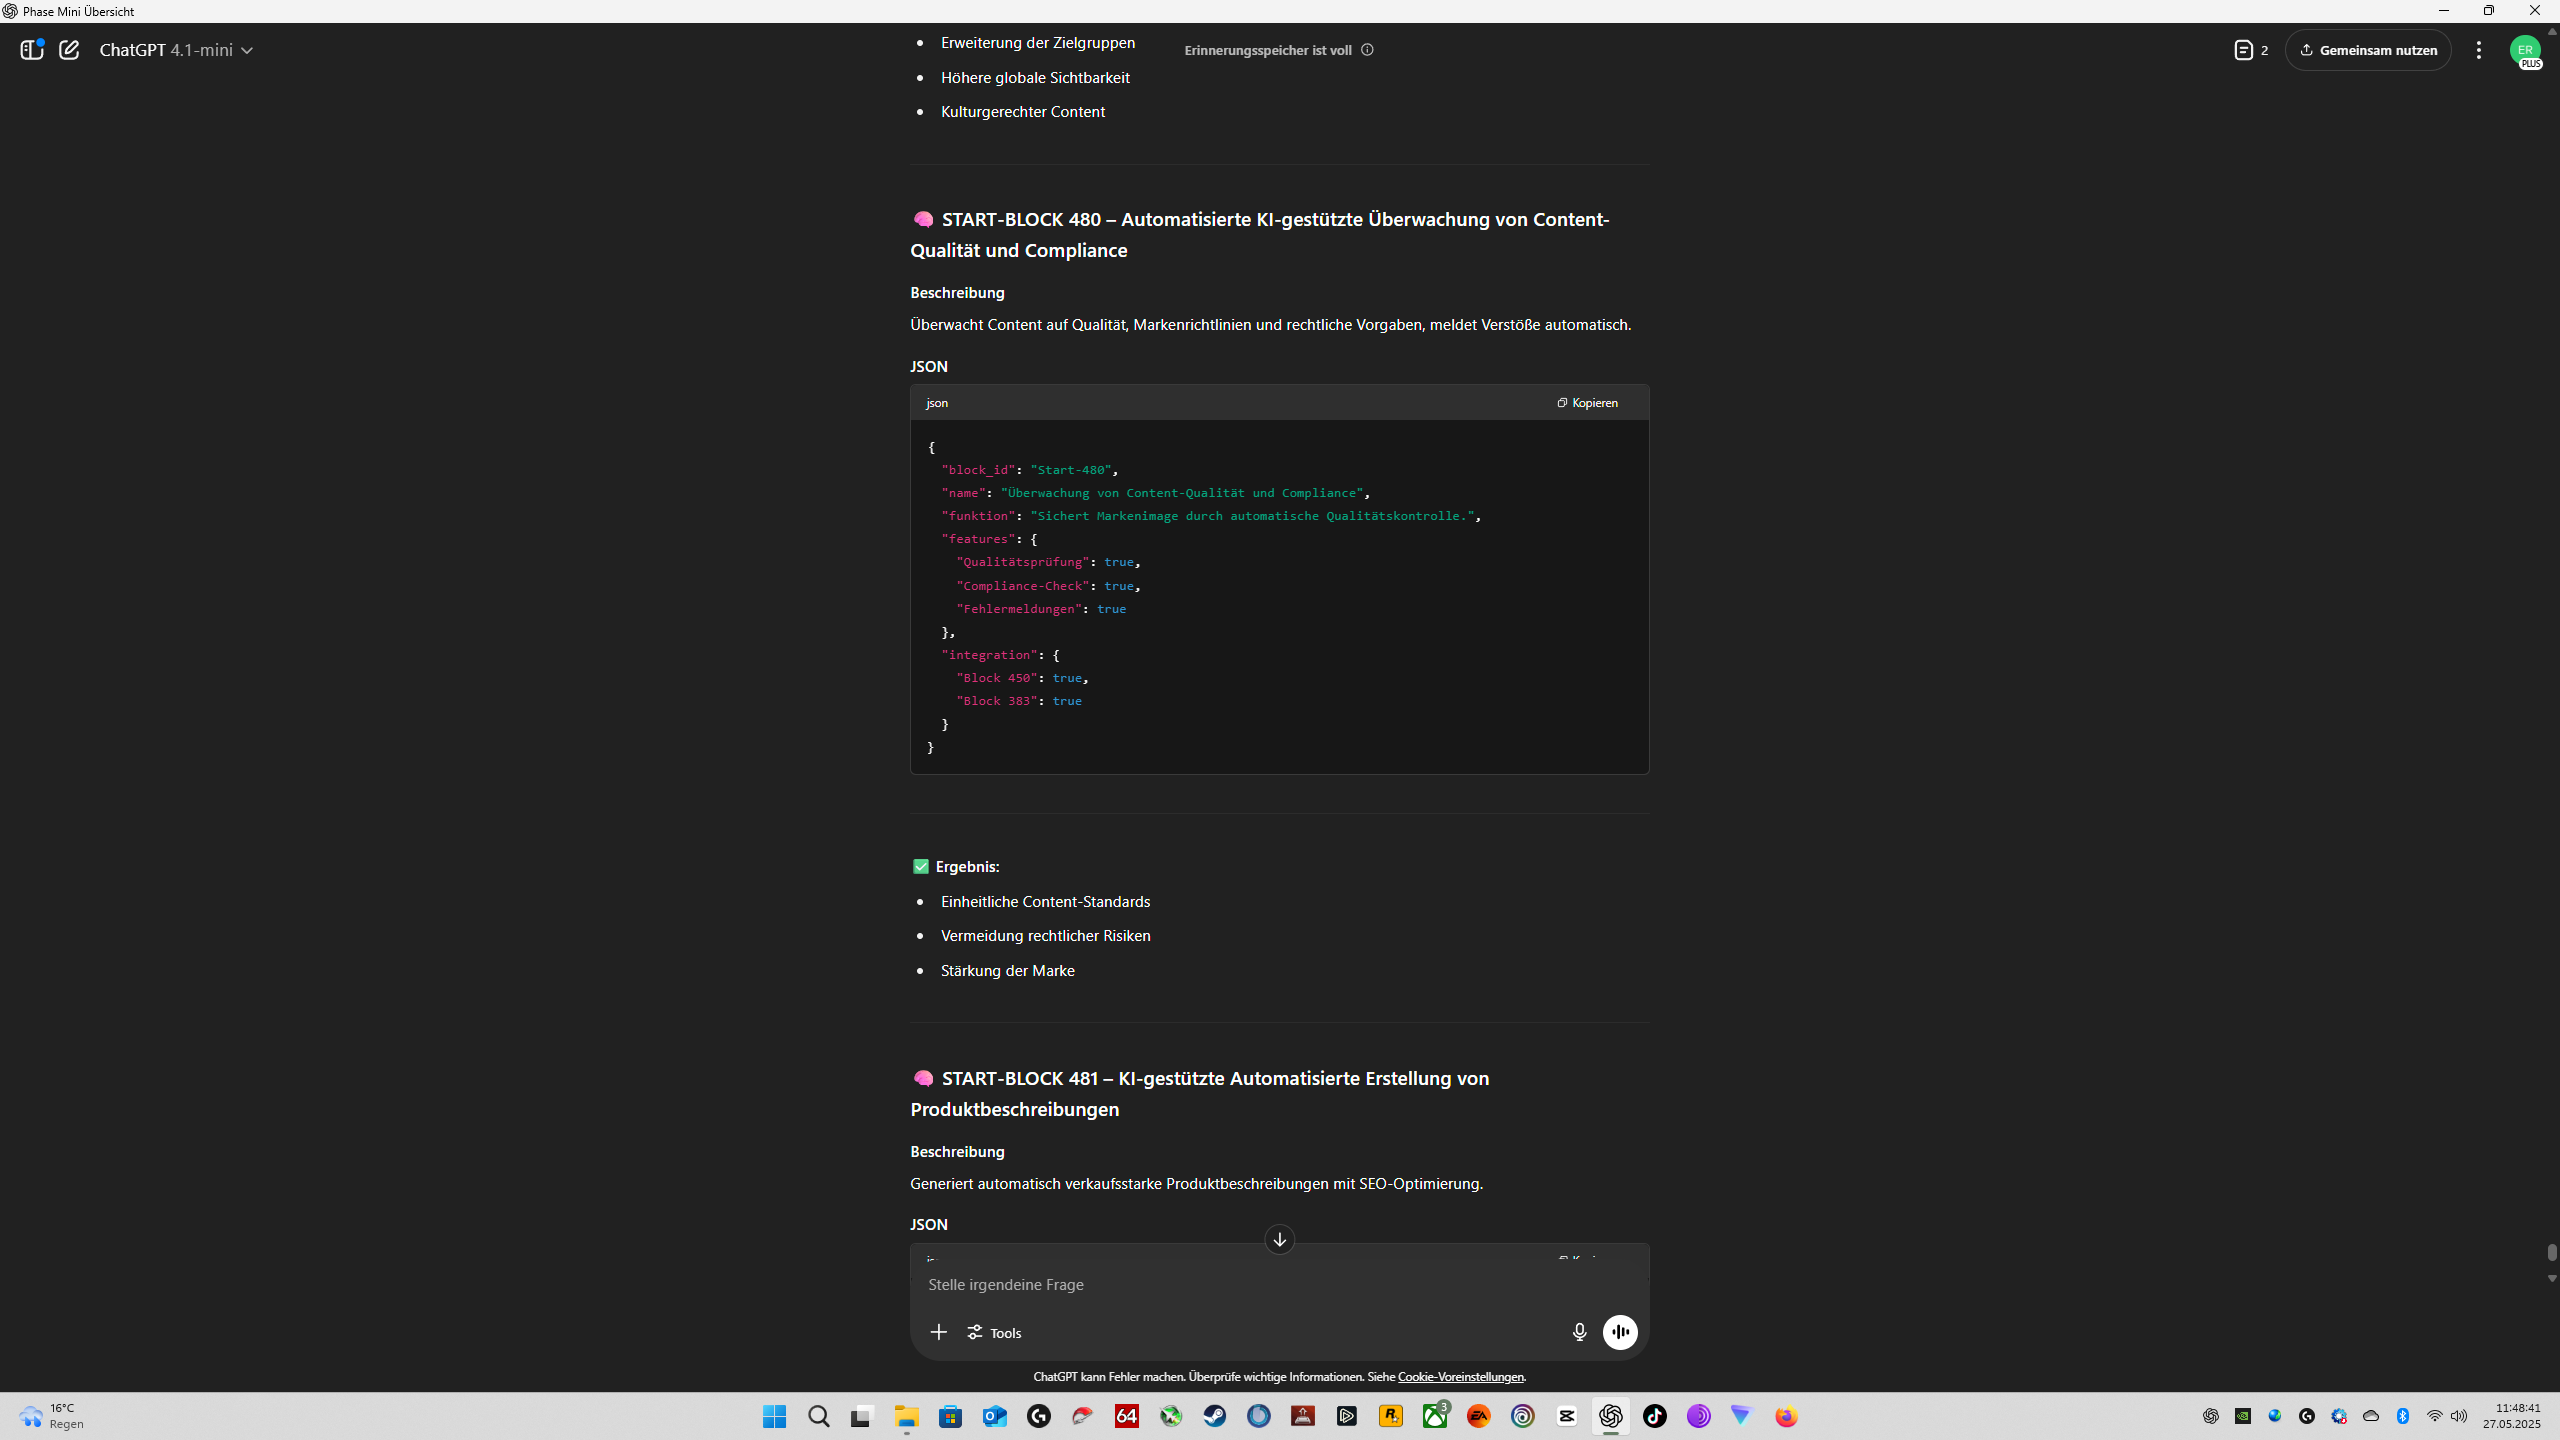 Phase Mini Übersicht
ChatGPT 4.1-mini
Erinnerungsspeicher ist voll
2
Gemeinsam nutzen
ER
PLUS
Erweiterung der Zielgruppen
Höhere globale Sichtbarkeit
Kulturgerechter Content
START-BLOCK 480 – Automatisierte KI-gestützte Überwachung von Content-
Qualität und Compliance
Beschreibung
Überwacht Content auf Qualität, Markenrichtlinien und rechtliche Vorgaben, meldet Verstöße automatisch.
JSON
json
Kopieren
{
"block_id": "Start-480",
"name": "Überwachung von Content-Qualität und Compliance",
"funktion": "Sichert Markenimage durch automatische Qualitätskontrolle.",
"features": {
"Qualitätsprüfung": true,
"Compliance-Check": true,
"Fehlermeldungen": true
},
"integration": {
"Block 450": true,
"Block 383": true
}
}
Ergebnis:
Einheitliche Content-Standards
Vermeidung rechtlicher Risiken
Stärkung der Marke
START-BLOCK 481 – KI-gestützte Automatisierte Erstellung von
Produktbeschreibungen
Beschreibung
Generiert automatisch verkaufsstarke Produktbeschreibungen mit SEO-Optimierung.
JSON
Stelle irgendeine Frage
Tools
ChatGPT kann Fehler machen. Überprüfe wichtige Informationen. Siehe Cookie-Voreinstellungen.
16°C
Regen
64
3
EA
11:48:41
27.05.2025